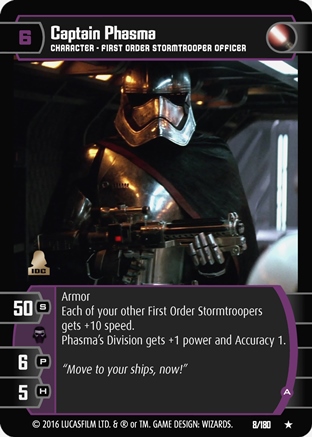 6 Captain Phasma
CHARACTER - FIRST ORDER STORMTROOPER OFFICER
IDC
50 S
Armor
Each of your other First Order Stormtroopers
gets +10 speed.
Phasma's Division gets +1 power and Accuracy 1.
6 P
"Move to your ships, now!"
5 H
A
© 2016 LUCASFILM LTD. & ® or TM. GAME DESIGN: WIZARDS. 8/180 ★